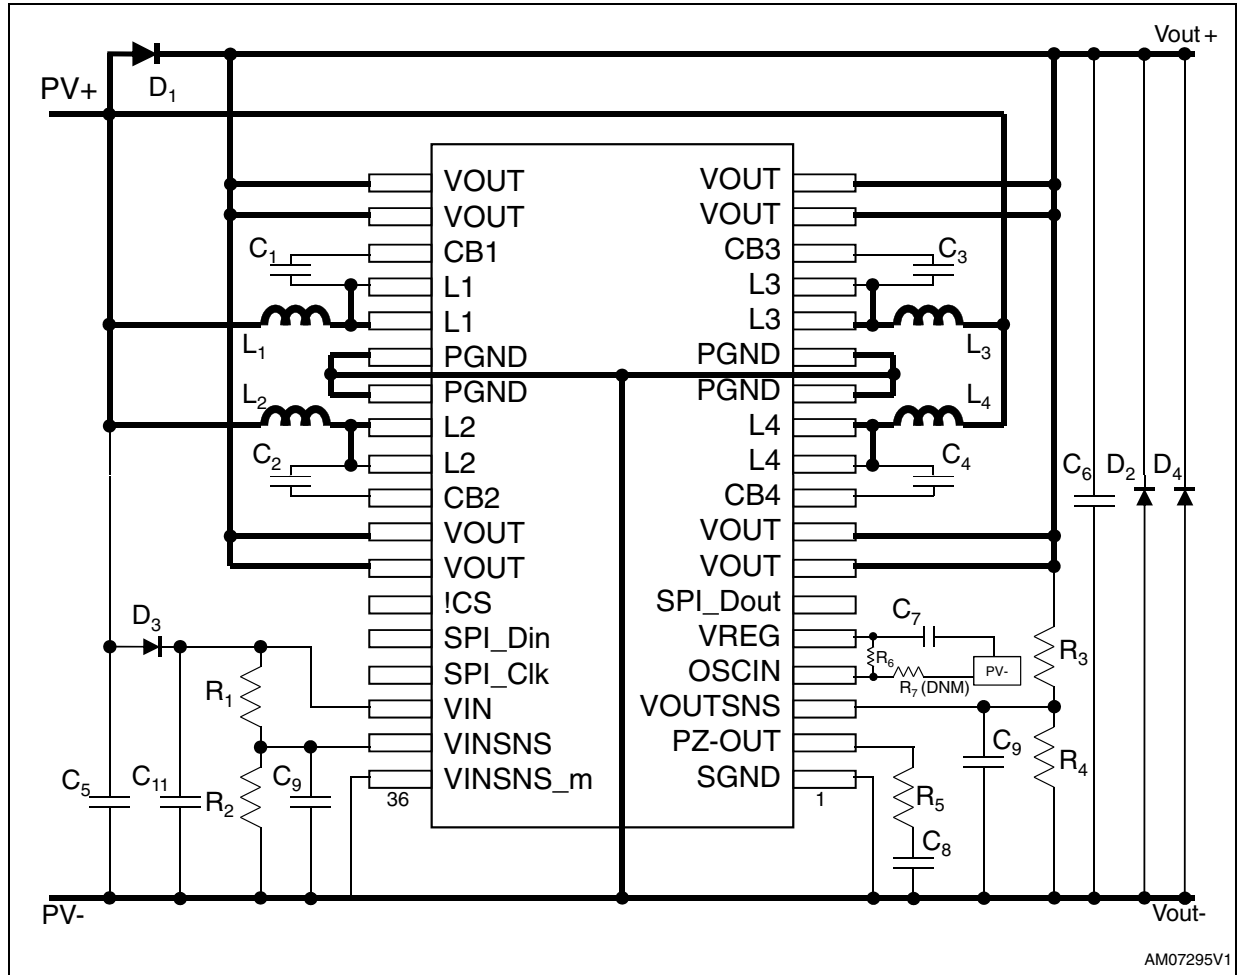 Vout +
D1
PV+
VOUT VOUT
VOUT VOUT
C1 CB1 CB3 C3
L1 L3
L1 L3
L1 L3
PGND PGND
PGND PGND
L2 L4
L2 L4
C2 L2 L4 C4
C6 D2 D4
CB2 CB4
VOUT VOUT
VOUT VOUT
!CS SPI_Dout
D3 SPI_Din VREG C7
R6
SPI_Clk OSCIN PV-
R7 (DNM)
R3
R1 VIN VOUTSNS
VINSNS PZ-OUT
C9 R4
C5 C11 R2 C9 VINSNS_m SGND R5
36 1
C8
PV- Vout-
AM07295V1